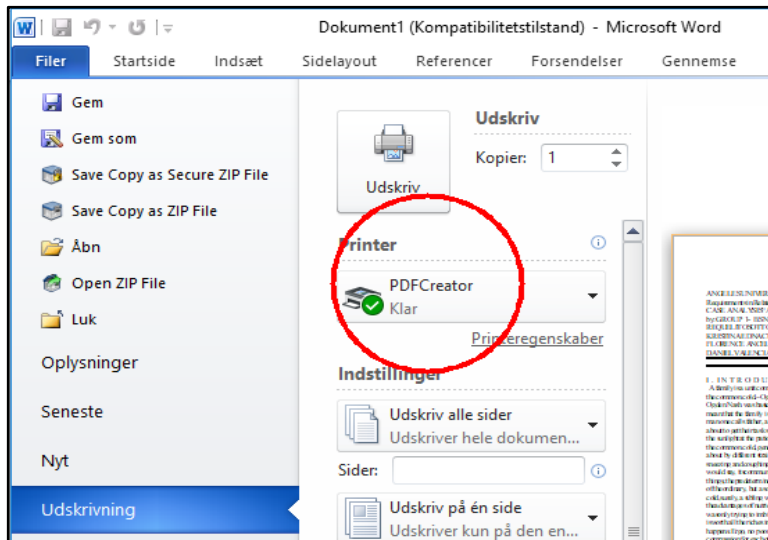 Dokument1 (Kompatibilitetstilstand) - Microsoft Word
Filer Startside Indsæt Sidelayout Referencer Forsendelser Gennemse
Gem
Gem som
Save Copy as Secure ZIP File
Save Copy as ZIP File
Åbn
Open ZIP File
Luk
Oplysninger
Seneste
Nyt
Udskrivning
Udskriv
Udskriv
Kopier: 1
Printer
PDFCreator
Klar
Printeregenskaber
Indstillinger
Udskriv alle sider
Udskriver hele dokumen...
Sider:
Udskriv på én side
Udskriver kun på den en...